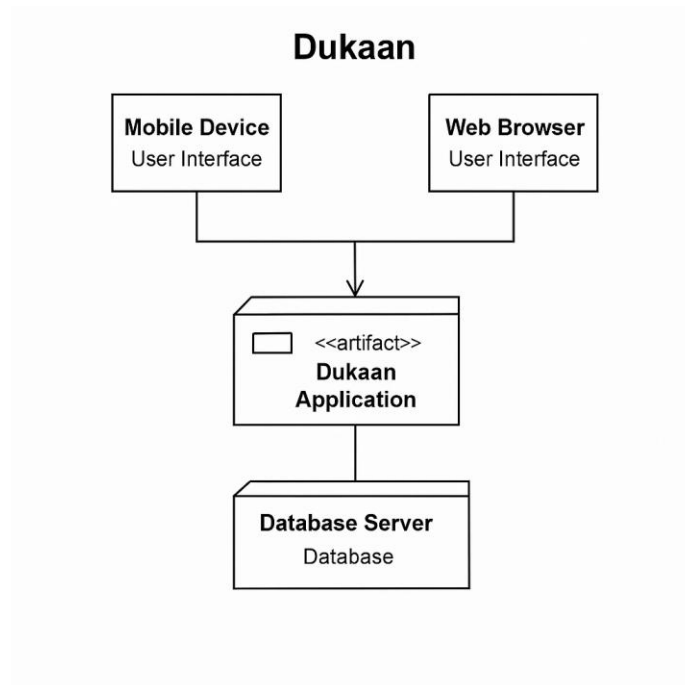 Dukaan
Mobile Device
User Interface
Web Browser
User Interface
<<artifact>>
Dukaan
Application
Database Server
Database